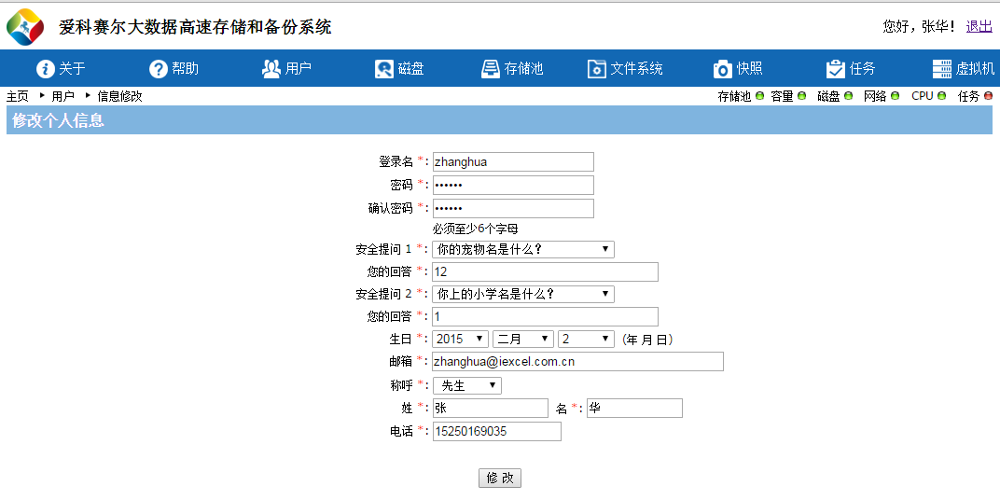 爱科赛尔大数据高速存储和备份系统 您好，张华！ 退出
关于 帮助 用户 磁盘 存储池 文件系统 快照 任务 虚拟机
主页 用户 信息修改 存储池 容量 磁盘 网络 CPU 任务
修改个人信息
登录名 *: zhanghua
密码 *: ••••••
确认密码 *: ••••••
必须至少6个字母
安全提问 1 *: 你的宠物名是什么?
您的回答 *: 12
安全提问 2 *: 你上的小学名是什么?
您的回答 *: 1
生日 *: 2015 二月 2 (年 月 日)
邮箱 *: zhanghua@iexcel.com.cn
称呼 *: 先生
姓 *: 张 名 *: 华
电话 *: 15250169035
修 改